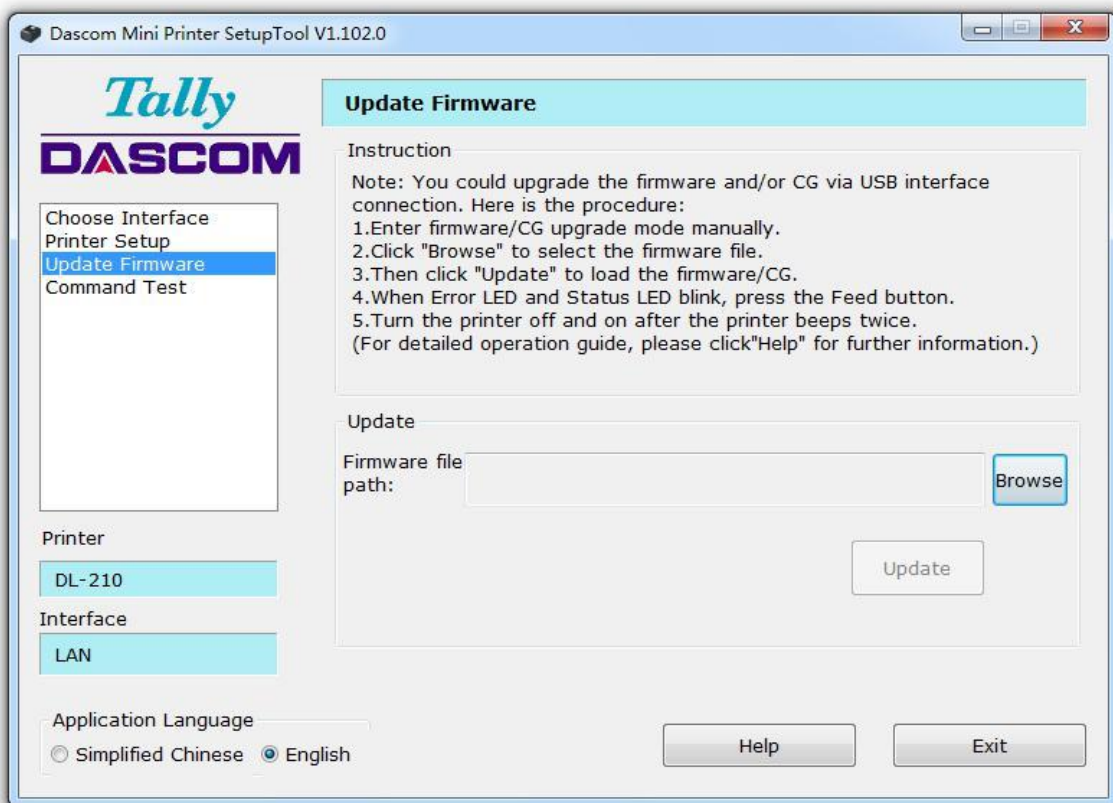 Dascom Mini Printer SetupTool V1.102.0
Tally
DASCOM
Choose Interface
Printer Setup
Update Firmware
Command Test
Printer
DL-210
Interface
LAN
Application Language
Simplified Chinese
English
Update Firmware
Instruction
Note: You could upgrade the firmware and/or CG via USB interface
connection. Here is the procedure:
1.Enter firmware/CG upgrade mode manually.
2.Click "Browse" to select the firmware file.
3.Then click "Update" to load the firmware/CG.
4.When Error LED and Status LED blink, press the Feed button.
5.Turn the printer off and on after the printer beeps twice.
(For detailed operation guide, please click"Help" for further information.)
Update
Firmware file
path:
Browse
Update
Help
Exit